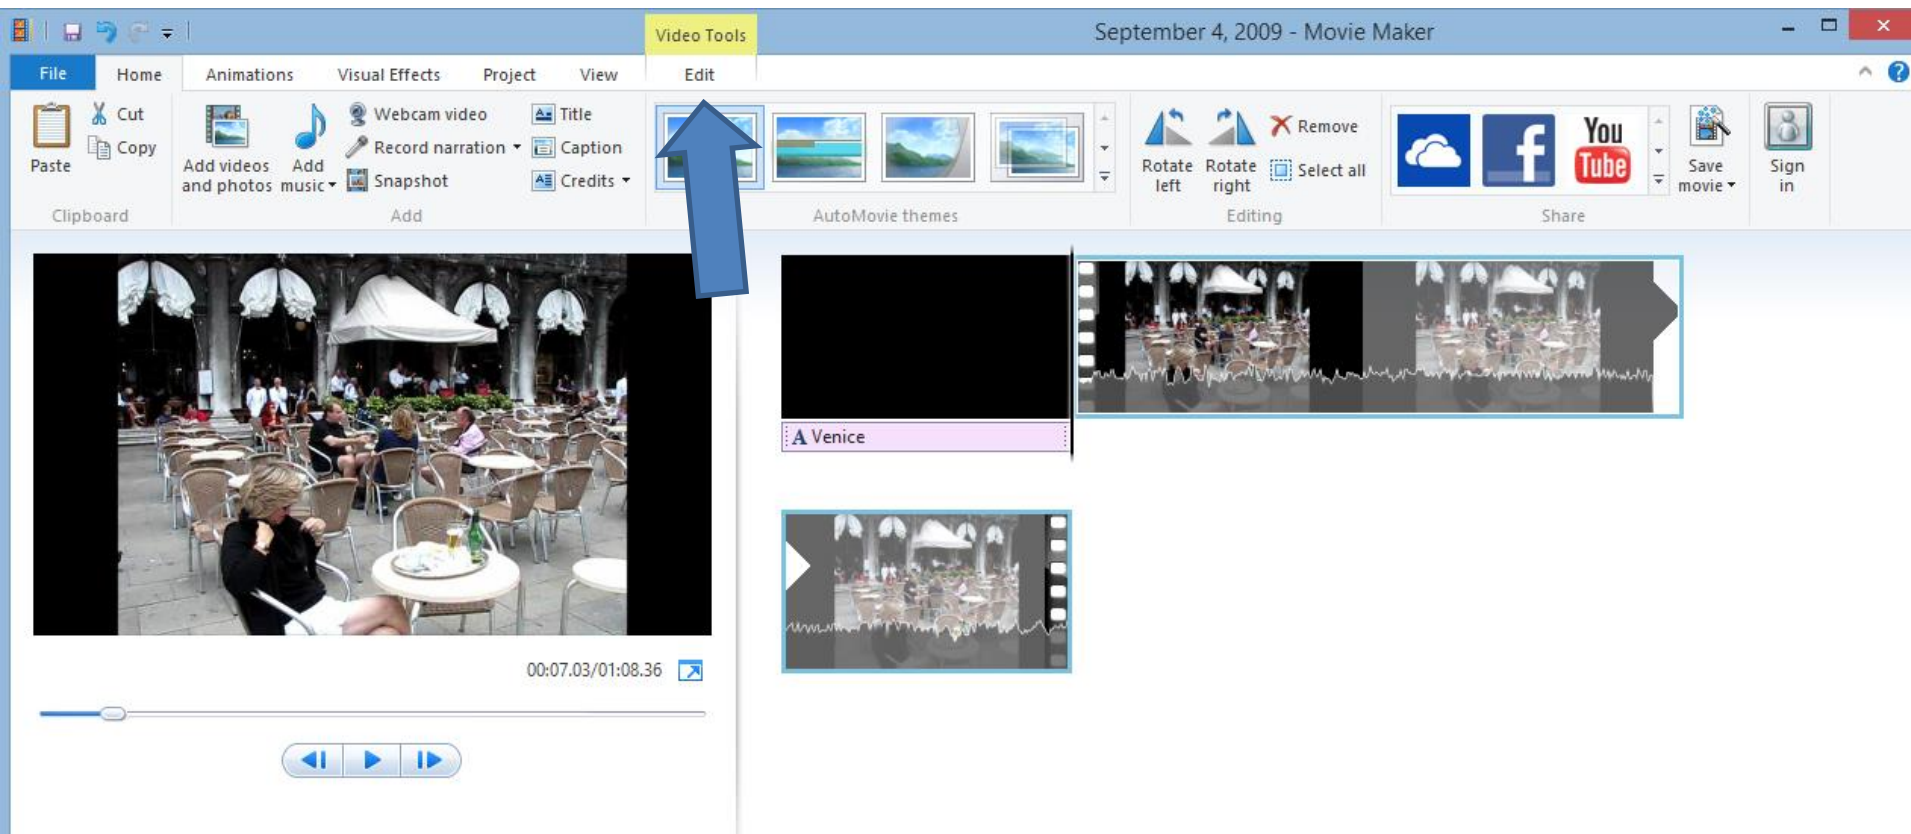 Video Tools
September 4, 2009 - Movie Maker
File Home Animations Visual Effects Project View Edit
Paste
Cut
Copy
Clipboard
Add videos
and photos
Add
music
Webcam video
Record narration
Snapshot
Title
Caption
Credits
Add
AutoMovie themes
Rotate
left
Rotate
right
Remove
Select all
Editing
f
You
Tube
Share
Save
movie
Sign
in
A Venice
00:07.03/01:08.36